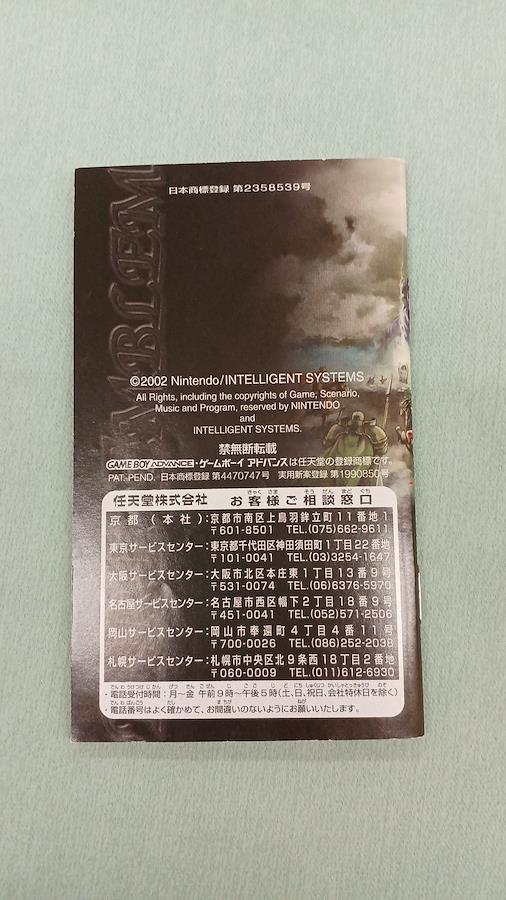 EMBLEM
日本商標登録 第2358539号
©2002 Nintendo/INTELLIGENT SYSTEMS
All Rights, including the copyrights of Game, Scenario,
Music and Program, reserved by NINTENDO
and
INTELLIGENT SYSTEMS.
禁無断転載
GAME BOY ADVANCE・ゲームボーイ アドバンスは任天堂の登録商標です。
PAT. PEND. 日本商標登録 第4470747号 実用新案登録 第1990850号
任天堂株式会社 お客様ご相談窓口
京都(本社):京都市南区上鳥羽鉾立町11番地1
〒601-8501 TEL.(075)662-9611
東京サービスセンター:東京都千代田区神田須田町1丁目22番地
〒101-0041 TEL.(03)3254-1647
大阪サービスセンター:大阪市北区本庄東1丁目13番9号
〒531-0074 TEL.(06)6376-5970
名古屋サービスセンター:名古屋市西区幅下2丁目18番9号
〒451-0041 TEL.(052)571-2506
岡山サービスセンター:岡山市奉還町4丁目4番11号
〒700-0026 TEL.(086)252-2038
札幌サービスセンター:札幌市中央区北9条西18丁目2番地
〒060-0009 TEL.(011)612-6930
・電話受付時間:月〜金 午前9時〜午後5時(土、日、祝日、会社特休日を除く)
・電話番号はよく確かめて、お間違いのないようにお願いいたします。